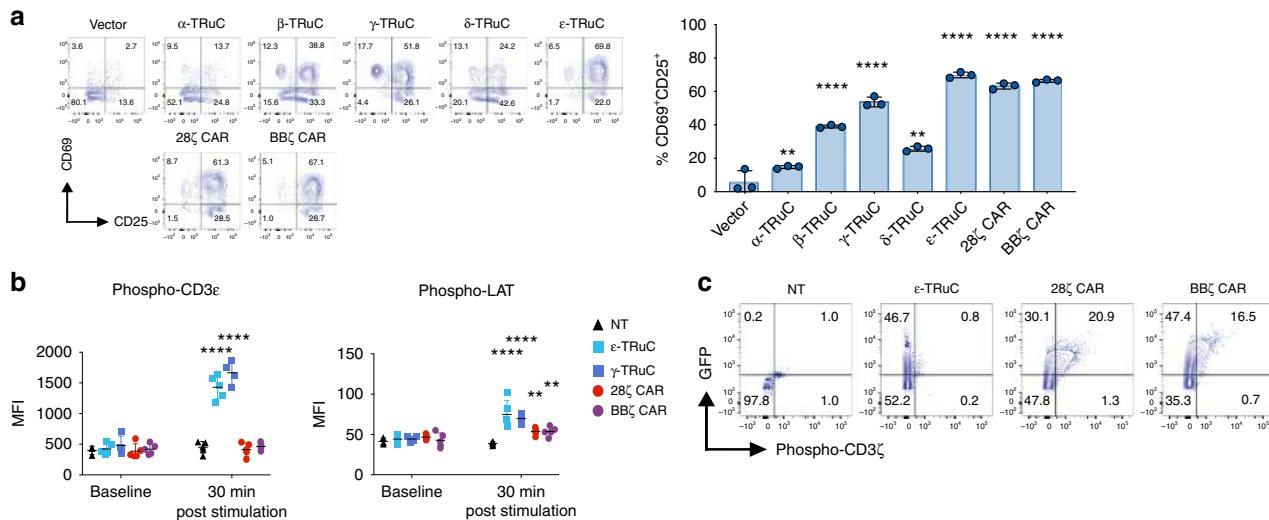 a
Vector
α-TRuC
β-TRuC
γ-TRuC
δ-TRuC
ε-TRuC
3.6 2.7
80.1 13.6
9.5 13.7
52.1 24.8
12.3 38.8
15.6 33.3
17.7 51.8
4.4 26.1
13.1 24.2
20.1 42.6
6.5 69.8
1.7 22.0
28ζ CAR
BBζ CAR
8.7 61.3
1.5 28.5
5.1 67.1
1.0 26.7
CD69
CD25
% CD69⁺CD25⁺
100
80
60
40
20
0
**
****
****
**
****
****
****
Vector
α-TRuC
β-TRuC
γ-TRuC
δ-TRuC
ε-TRuC
28ζ CAR
BBζ CAR
b
Phospho-CD3ε
MFI
2000
1500
1000
500
0
****
****
Baseline
30 min
post stimulation
Phospho-LAT
MFI
150
100
50
0
****
****
**
**
Baseline
30 min
post stimulation
NT
ε-TRuC
γ-TRuC
28ζ CAR
BBζ CAR
c
NT
ε-TRuC
28ζ CAR
BBζ CAR
0.2 1.0
97.8 1.0
46.7 0.8
52.2 0.2
30.1 20.9
47.8 1.3
47.4 16.5
35.3 0.7
GFP
Phospho-CD3ζ